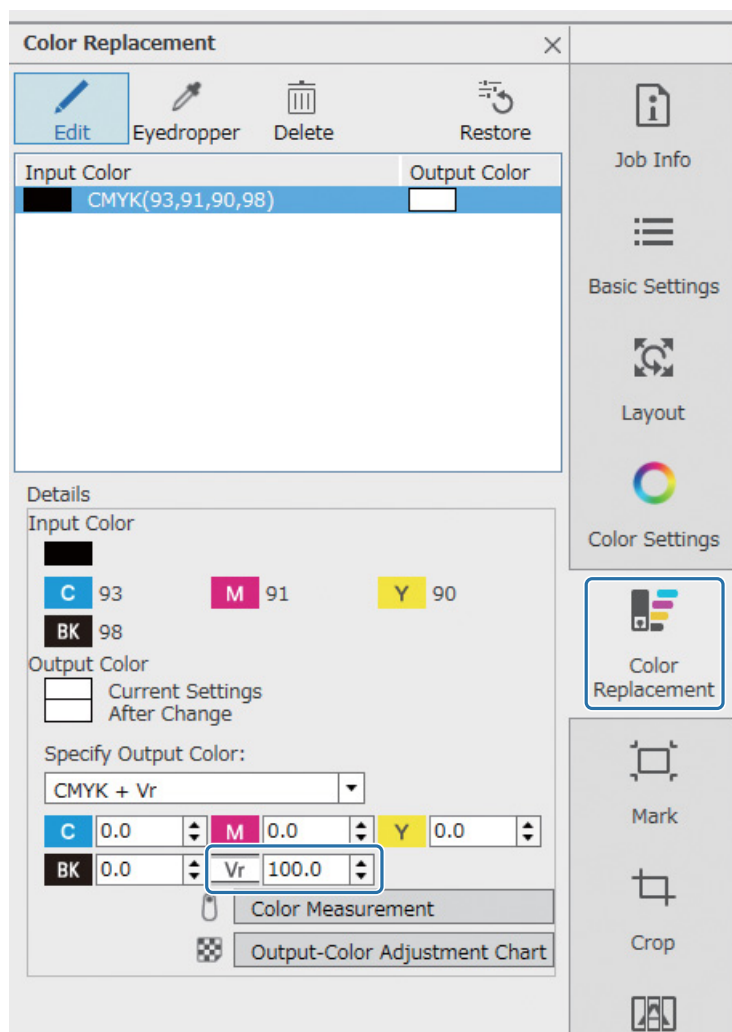 Color Replacement
Edit Eyedropper Delete Restore
Input Color Output Color
CMYK(93,91,90,98)
Details
Input Color
C 93 M 91 Y 90
BK 98
Output Color
Current Settings
After Change
Specify Output Color:
CMYK + Vr
C 0.0 M 0.0 Y 0.0
BK 0.0 Vr 100.0
Color Measurement
Output-Color Adjustment Chart
Job Info
Basic Settings
Layout
Color Settings
Color
Replacement
Mark
Crop